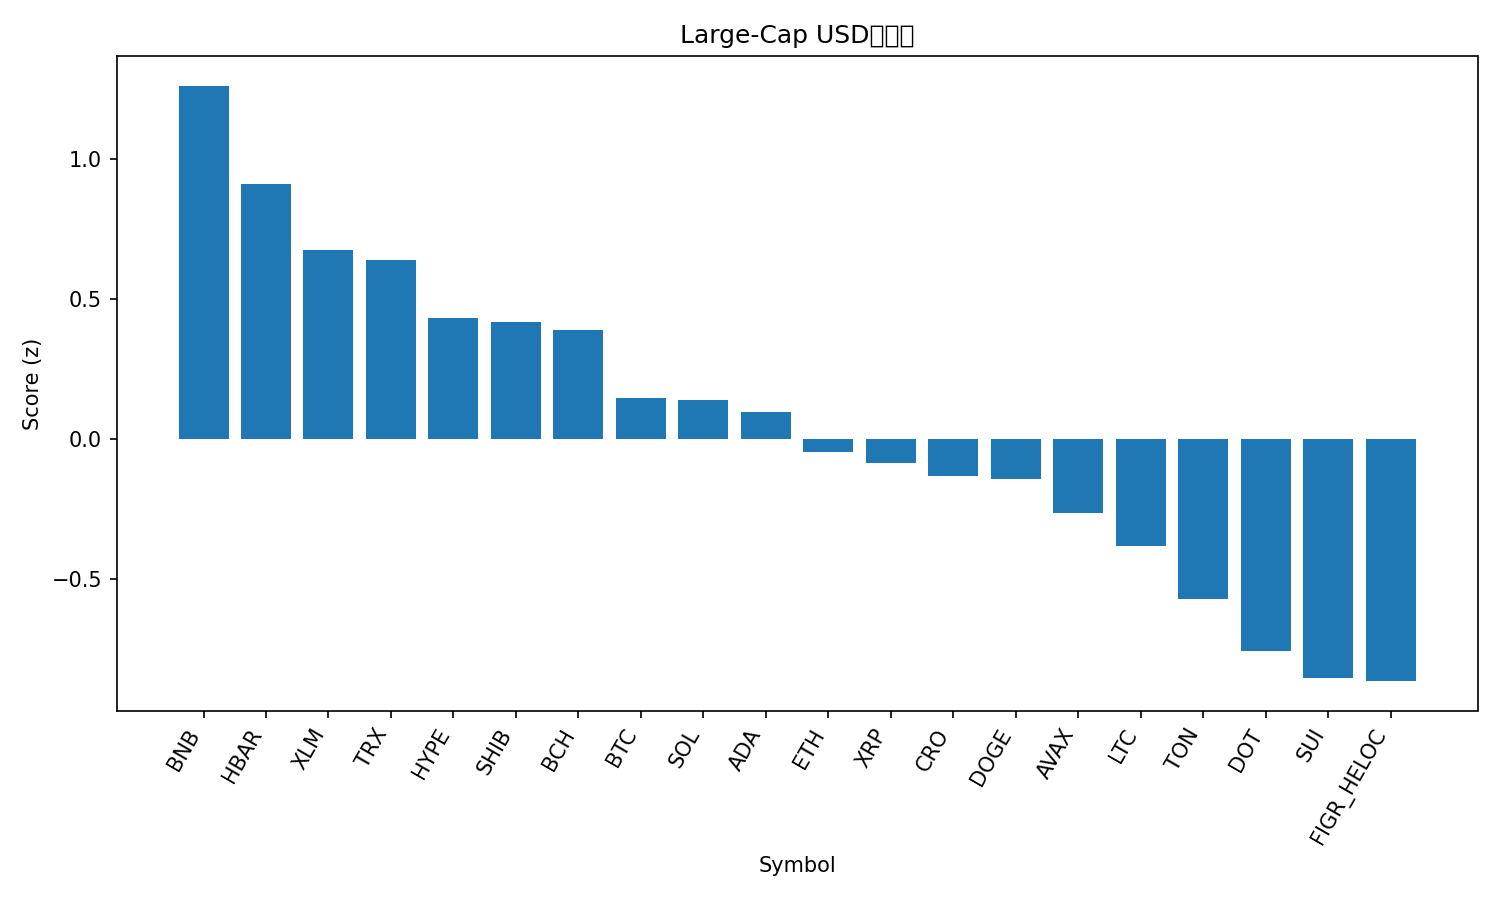 Large-Cap USD
Score (z)
1.0
0.5
0.0
−0.5
BNB
HBAR
XLM
TRX
HYPE
SHIB
BCH
BTC
SOL
ADA
ETH
XRP
CRO
DOGE
AVAX
LTC
TON
DOT
SUI
FIGR_HELOC
Symbol